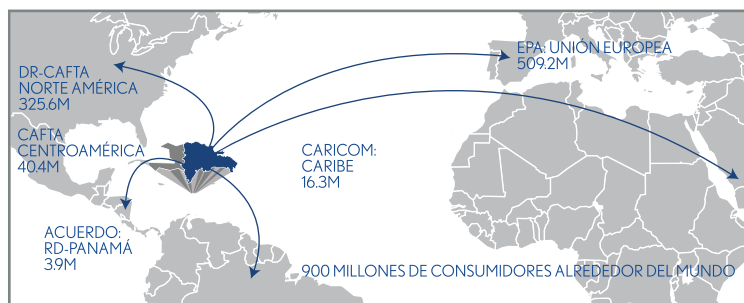 DR-CAFTA
NORTE AMÉRICA
325.6M
CAFTA
CENTROAMÉRICA
40.4M
ACUERDO:
RD-PANAMÁ
3.9M
CARICOM:
CARIBE
16.3M
EPA: UNIÓN EUROPEA
509.2M
900 MILLONES DE CONSUMIDORES ALREDEDOR DEL MUNDO